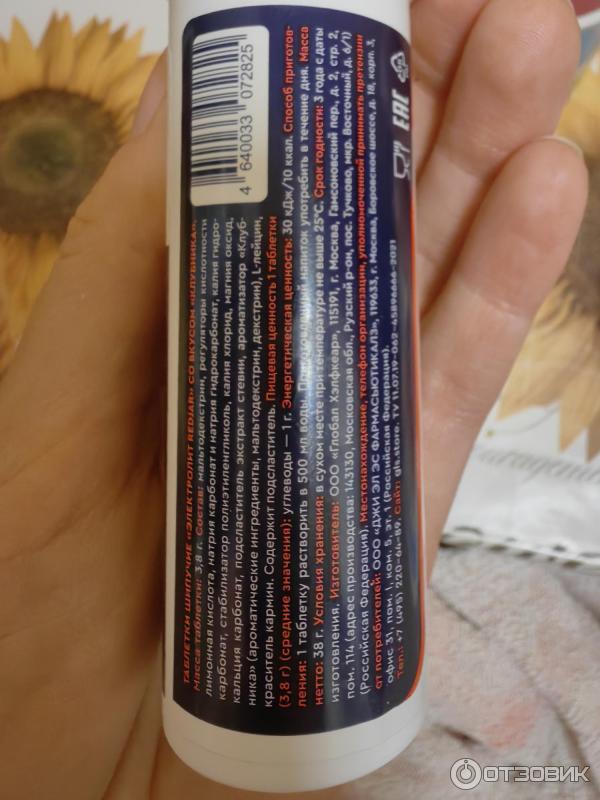 ТАБЛЕТКИ ШИПУЧИЕ «ЭЛЕКТРОЛИТ REDJAR» СО ВКУСОМ «КЛУБНИКА».
Масса таблетки: 3,8 г. Состав: мальтодекстрин, регуляторы кислотности
лимонная кислота, натрия карбонат и натрия гидрокарбонат, калия гидро-
карбонат, стабилизатор полиэтиленгликоль, калия хлорид, магния оксид,
кальция карбонат, подсластитель экстракт стевии, ароматизатор «Клуб-
ника» (ароматические ингредиенты, мальтодекстрин, декстрин), L-лейцин,
краситель кармин. Содержит подсластитель. Пищевая ценность 1 таблетки
(3,8 г) (средние значения): углеводы — 1 г. Энергетическая ценность: 30 кДж/10 ккал. Способ приготов-
ления: 1 таблетку растворить в 500 мл воды. Приготовленный напиток употребить в течение дня. Масса
нетто: 38 г. Условия хранения: в сухом месте при температуре не выше 25°С. Срок годности: 3 года с даты
изготовления. Изготовитель: ООО «Глобал Хэлфкеар», 115191, г. Москва, Гамсоновский пер., д. 2, стр. 2,
пом. 114 (адрес производства: 143130, Московская обл., Рузский р-он, пос. Тучково, мкр. Восточный, д. 6/1)
(Российская Федерация). Местонахождение, телефон организации, уполномоченной принимать претензии
от потребителей: ООО «ДЖИ ЭЛ ЭС ФАРМАСЬЮТИКАЛЗ», 119633, г. Москва, Боровское шоссе, д. 18, корп. 3,
офис 31, пом. I, ком. 5, эт. 1 (Российская Федерация).
Тел.: +7 (495) 220-64-89. Сайт: gls.store. ТУ 11.07.19-062-45896666-2021
4 640033 072825
EAC
ОТЗОВИК